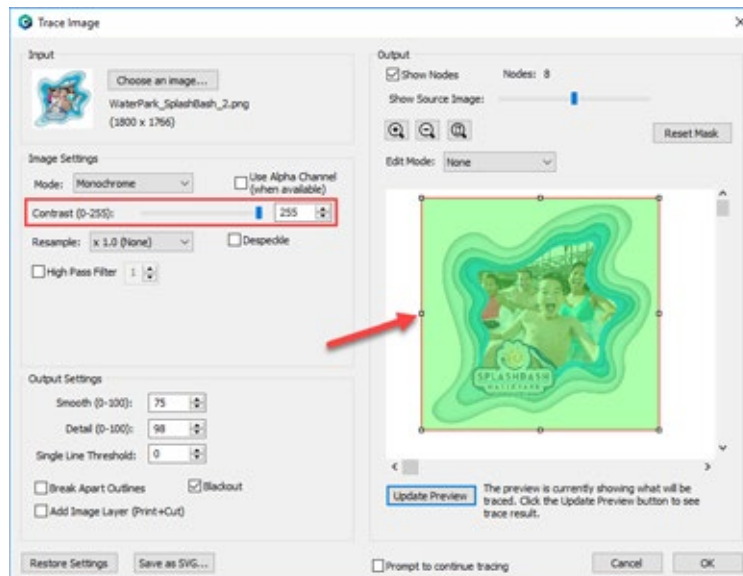 Trace Image
Input
Choose an image...
WaterPark_SplashBash_2.png
(1800 x 1766)
Image Settings
Mode: Monochrome
Use Alpha Channel
(when available)
Contrast (0-255): 255
Resample: x 1.0 (None)
Despeckle
High Pass Filter 1
Output Settings
Smooth (0-100): 75
Detail (0-100): 98
Single Line Threshold: 0
Break Apart Outlines
Blackout
Add Image Layer (Print+Cut)
Restore Settings
Save as SVG...
Output
Show Nodes
Nodes: 8
Show Source Image:
Reset Mask
Edit Mode: None
SPLASHBASH
WATERPARK
Update Preview
The preview is currently showing what will be
traced. Click the Update Preview button to see
trace result.
Prompt to continue tracing
Cancel
OK